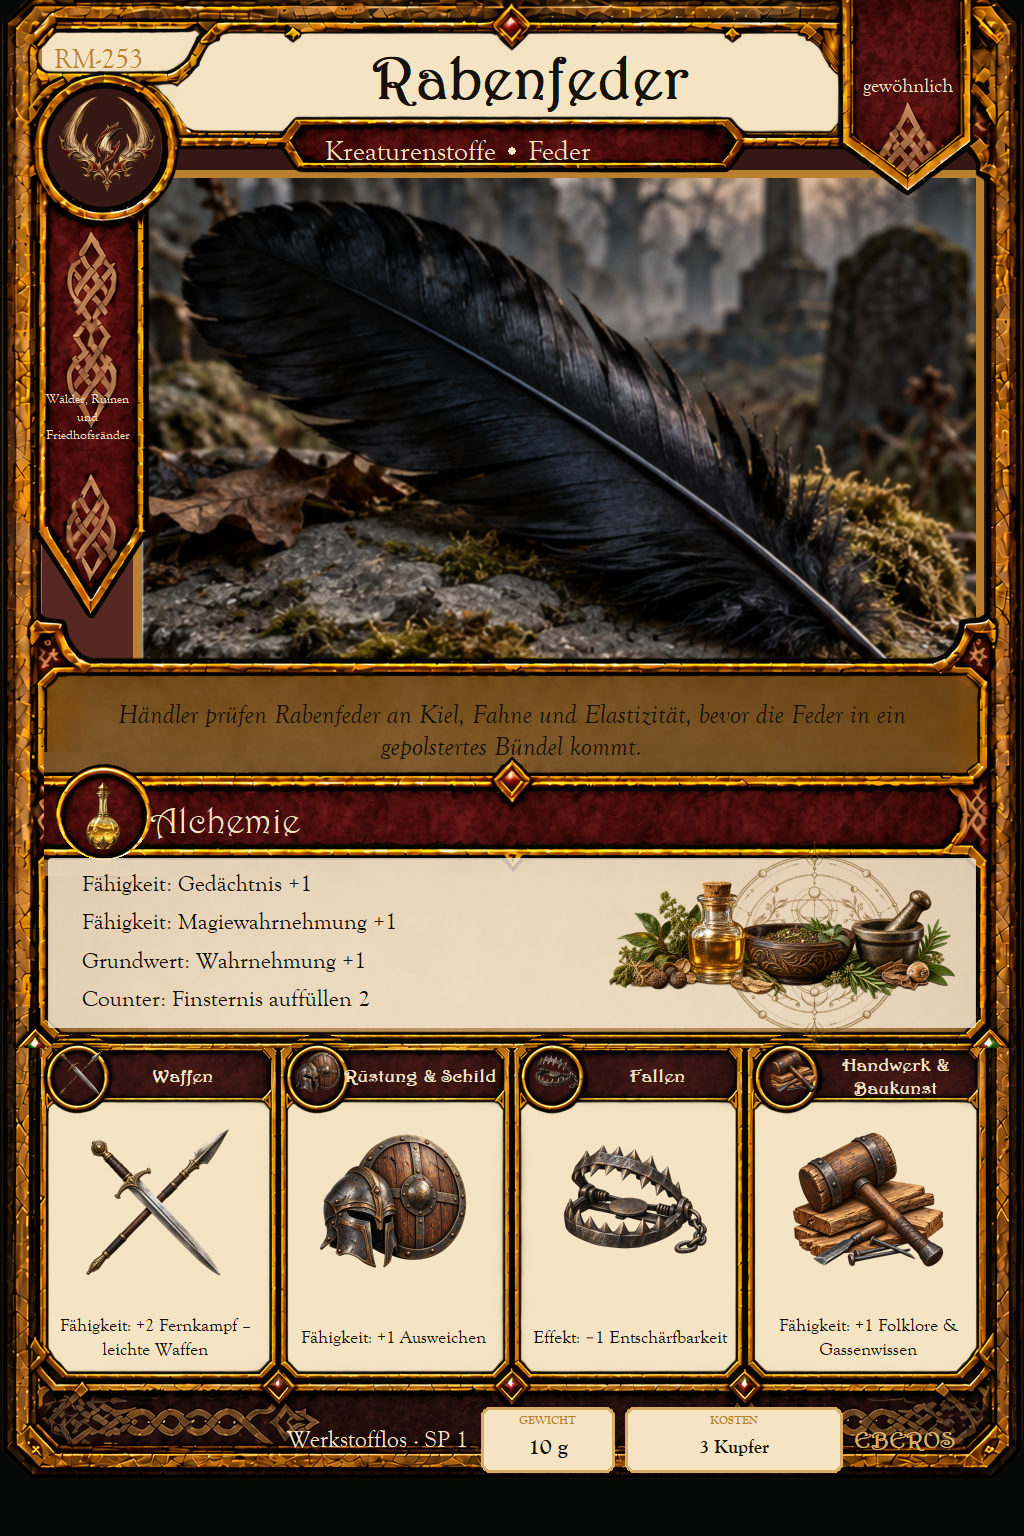 RM-253
Rabenfeder
gewöhnlich
Kreaturenstoffe • Feder
Wälder, Ruinen
und
Friedhofsränder
Händler prüfen Rabenfeder an Kiel, Fahne und Elastizität, bevor die Feder in ein
gepolstertes Bündel kommt.
Alchemie
Fähigkeit: Gedächtnis +1
Fähigkeit: Magiewahrnehmung +1
Grundwert: Wahrnehmung +1
Counter: Finsternis auffüllen 2
Waffen
Fähigkeit: +2 Fernkampf –
leichte Waffen
Rüstung & Schild
Fähigkeit: +1 Ausweichen
Fallen
Effekt: −1 Entschärfbarkeit
Handwerk &
Baukunst
Fähigkeit: +1 Folklore &
Gassenwissen
Werkstofflos · SP 1
GEWICHT
10 g
KOSTEN
3 Kupfer
EBEROS